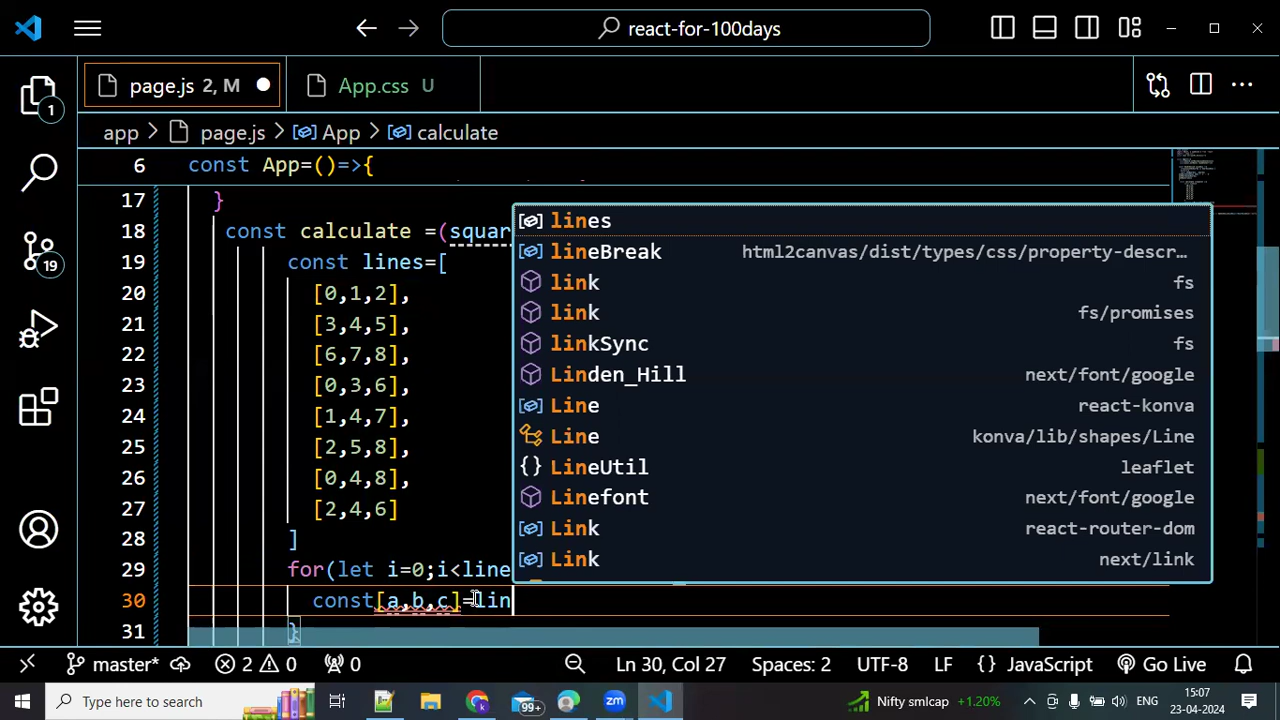 react-for-100days
page.js 2, M
App.css U
app > page.js > App > calculate
6 const App=()=>{
17 }
18 const calculate =(squar
19 const lines=[
20 [0,1,2],
21 [3,4,5],
22 [6,7,8],
23 [0,3,6],
24 [1,4,7],
25 [2,5,8],
26 [0,4,8],
27 [2,4,6]
28 ]
29 for(let i=0;i<line
30 const[a,b,c]=lin
31 }
lines
lineBreak html2canvas/dist/types/css/property-descr…
link fs
link fs/promises
linkSync fs
Linden_Hill next/font/google
Line react-konva
Line konva/lib/shapes/Line
LineUtil leaflet
Linefont next/font/google
Link react-router-dom
Link next/link
1
19
master* 2 0 0 Ln 30, Col 27 Spaces: 2 UTF-8 LF {} JavaScript Go Live
Type here to search 99+ zm Nifty smlcap +1.20% ENG 15:07
23-04-2024